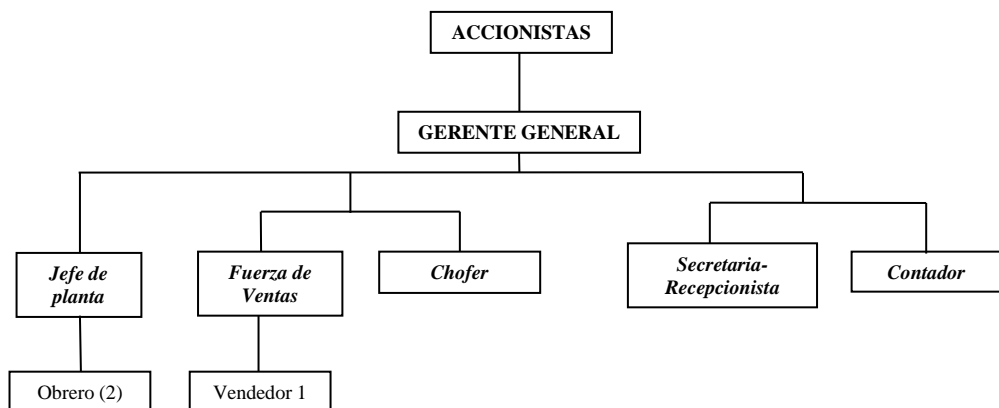 ACCIONISTAS
GERENTE GENERAL
Jefe de
planta
Fuerza de
Ventas
Chofer
Secretaria-
Recepcionista
Contador
Obrero (2)
Vendedor 1